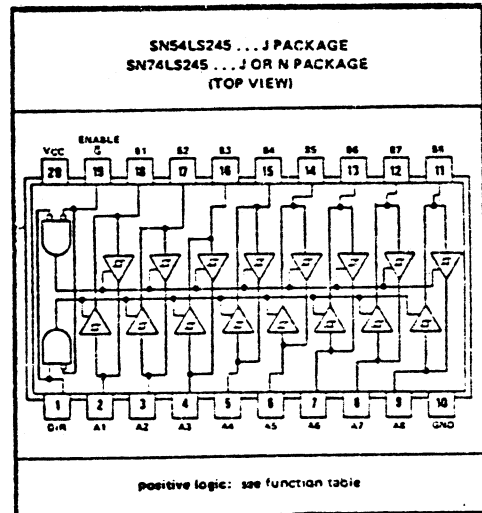 SN54LS245 ... J PACKAGE
SN74LS245 ... J OR N PACKAGE
(TOP VIEW)
VCC ENABLE G̅ B1 B2 B3 B4 B5 B6 B7 B8
20 19 18 17 16 15 14 13 12 11
1 2 3 4 5 6 7 8 9 10
DIR A1 A2 A3 A4 A5 A6 A7 A8 GND
positive logic: see function table